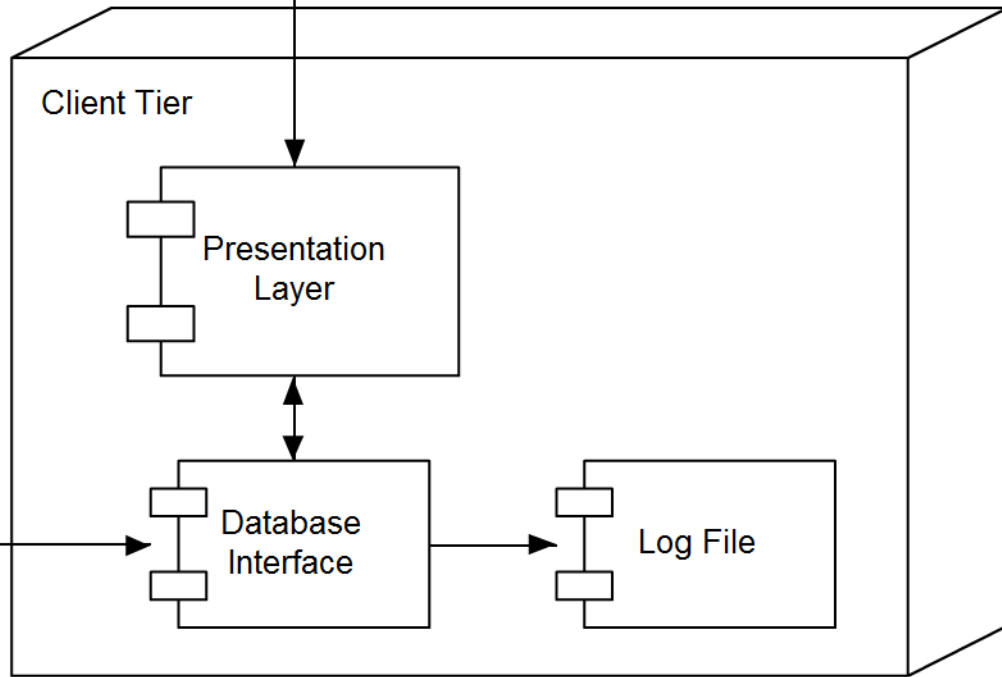 Client Tier
Presentation
Layer
Database
Interface
Log File